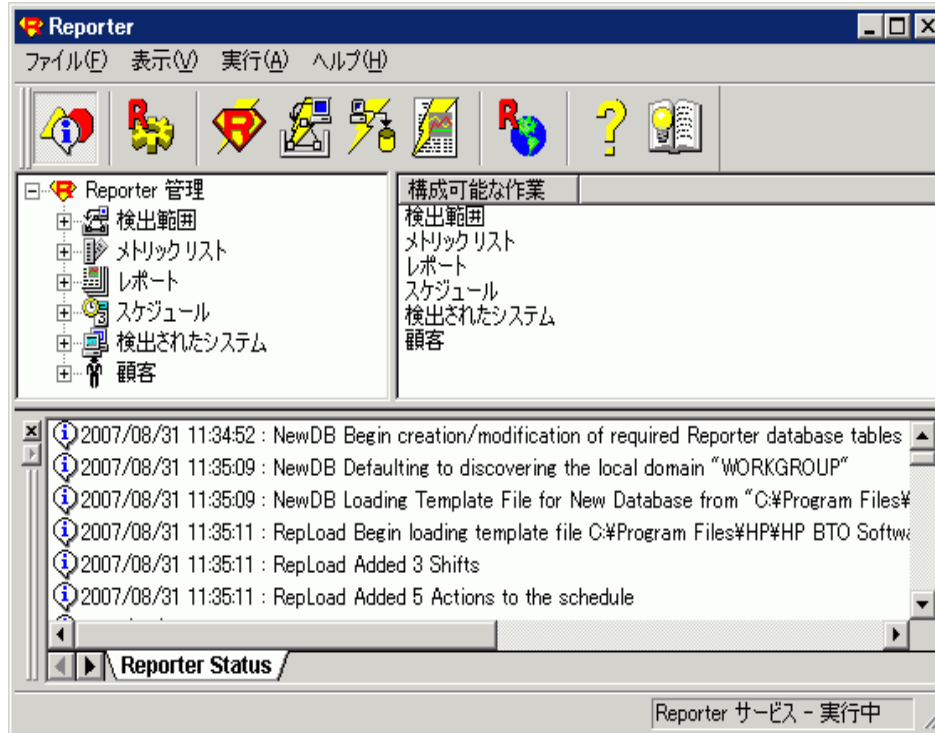 Reporter
ファイル(F) 表示(V) 実行(A) ヘルプ(H)
Reporter 管理
検出範囲
メトリック リスト
レポート
スケジュール
検出されたシステム
顧客
構成可能な作業
検出範囲
メトリック リスト
レポート
スケジュール
検出されたシステム
顧客
2007/08/31 11:34:52 : NewDB Begin creation/modification of required Reporter database tables
2007/08/31 11:35:09 : NewDB Defaulting to discovering the local domain "WORKGROUP"
2007/08/31 11:35:09 : NewDB Loading Template File for New Database from "C:¥Program Files¥
2007/08/31 11:35:11 : RepLoad Begin loading template file C:¥Program Files¥HP¥HP BTO Softwa
2007/08/31 11:35:11 : RepLoad Added 3 Shifts
2007/08/31 11:35:11 : RepLoad Added 5 Actions to the schedule
Reporter Status
Reporter サービス - 実行中